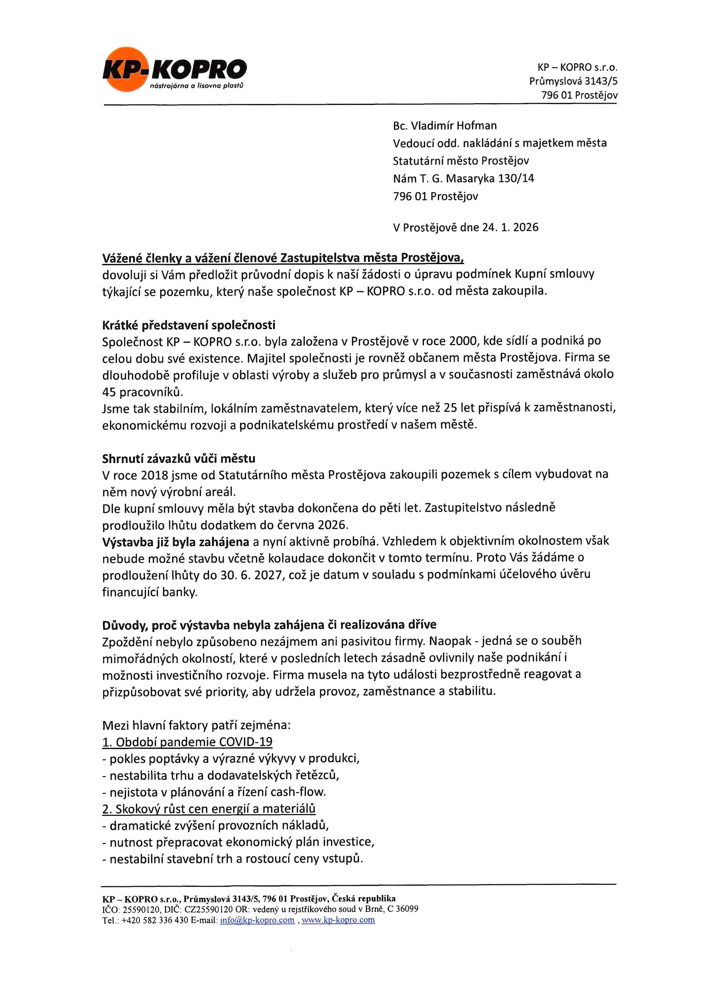 KP-KOPRO
nástrojárna a lisovna plastů
KP – KOPRO s.r.o.
Průmyslová 3143/5
796 01 Prostějov
Bc. Vladimír Hofman
Vedoucí odd. nakládání s majetkem města
Statutární město Prostějov
Nám T. G. Masaryka 130/14
796 01 Prostějov
V Prostějově dne 24. 1. 2026
Vážené členky a vážení členové Zastupitelstva města Prostějova,
dovoluji si Vám předložit průvodní dopis k naší žádosti o úpravu podmínek Kupní smlouvy
týkající se pozemku, který naše společnost KP – KOPRO s.r.o. od města zakoupila.
Krátké představení společnosti
Společnost KP – KOPRO s.r.o. byla založena v Prostějově v roce 2000, kde sídlí a podniká po
celou dobu své existence. Majitel společnosti je rovněž občanem města Prostějova. Firma se
dlouhodobě profiluje v oblasti výroby a služeb pro průmysl a v současnosti zaměstnává okolo
45 pracovníků.
Jsme tak stabilním, lokálním zaměstnavatelem, který více než 25 let přispívá k zaměstnanosti,
ekonomickému rozvoji a podnikatelskému prostředí v našem městě.
Shrnutí závazků vůči městu
V roce 2018 jsme od Statutárního města Prostějova zakoupili pozemek s cílem vybudovat na
něm nový výrobní areál.
Dle kupní smlouvy měla být stavba dokončena do pěti let. Zastupitelstvo následně
prodloužilo lhůtu dodatkem do června 2026.
Výstavba již byla zahájena a nyní aktivně probíhá. Vzhledem k objektivním okolnostem však
nebude možné stavbu včetně kolaudace dokončit v tomto termínu. Proto Vás žádáme o
prodloužení lhůty do 30. 6. 2027, což je datum v souladu s podmínkami účelového úvěru
financující banky.
Důvody, proč výstavba nebyla zahájena či realizována dříve
Zpoždění nebylo způsobeno nezájmem ani pasivitou firmy. Naopak - jedná se o souběh
mimořádných okolností, které v posledních letech zásadně ovlivnily naše podnikání i
možnosti investičního rozvoje. Firma musela na tyto události bezprostředně reagovat a
přizpůsobovat své priority, aby udržela provoz, zaměstnance a stabilitu.
Mezi hlavní faktory patří zejména:
1. Období pandemie COVID-19
- pokles poptávky a výrazné výkyvy v produkci,
- nestabilita trhu a dodavatelských řetězců,
- nejistota v plánování a řízení cash-flow.
2. Skokový růst cen energií a materiálů
- dramatické zvýšení provozních nákladů,
- nutnost přepracovat ekonomický plán investice,
- nestabilní stavební trh a rostoucí ceny vstupů.
KP – KOPRO s.r.o., Průmyslová 3143/5, 796 01 Prostějov, Česká republika
IČO: 25590120, DIČ: CZ25590120 OR: vedený u rejstříkového soud v Brně, C 36099
Tel.: +420 582 336 430 E-mail: info@kp-kopro.com , www.kp-kopro.com